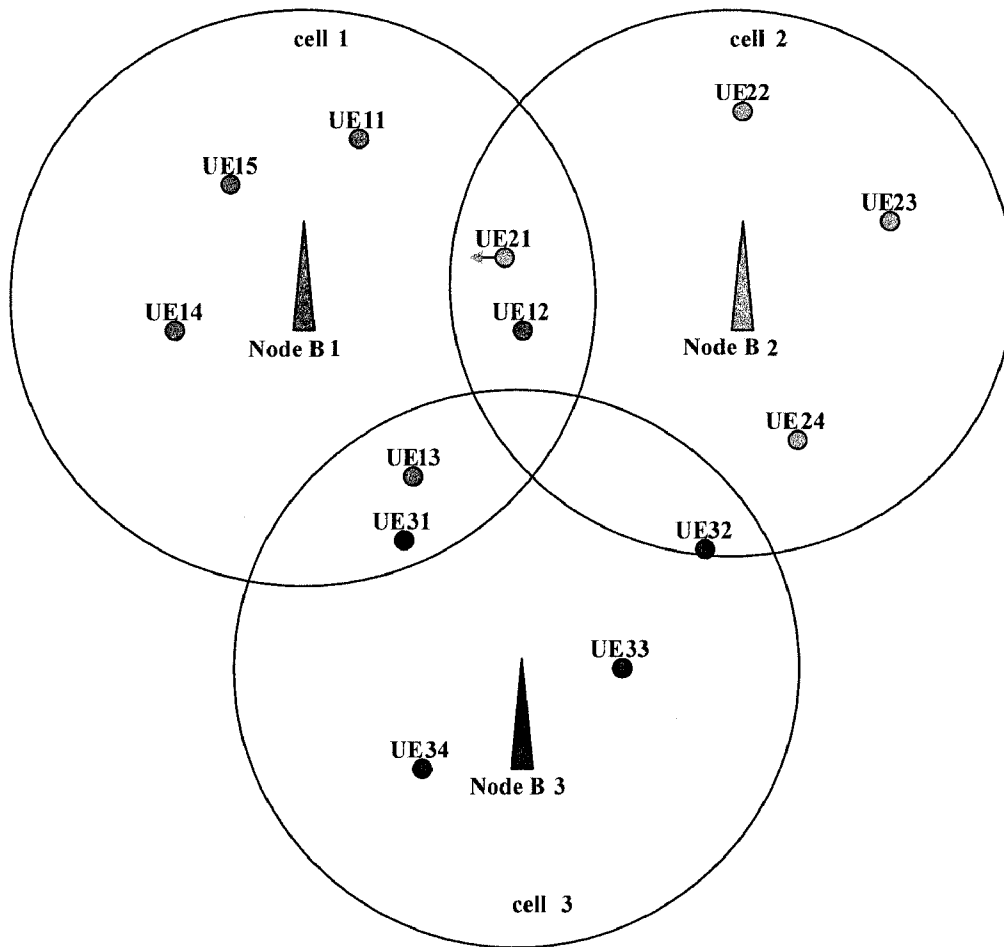 cell 1
cell 2
UE22
UE11
UE15
UE23
UE21
UE14
UE12
Node B 1
Node B 2
UE24
UE13
UE31
UE32
UE33
UE34
Node B 3
cell 3